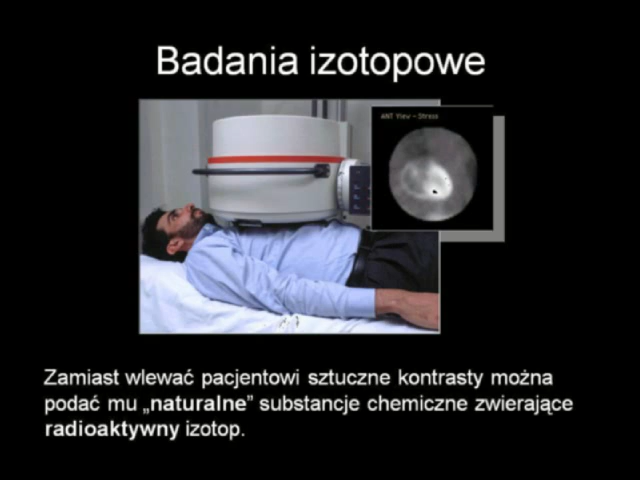 Badania izotopowe
ANT View - Stress
Zamiast wlewać pacjentowi sztuczne kontrasty można
podać mu „naturalne” substancje chemiczne zwierające
radioaktywny izotop.